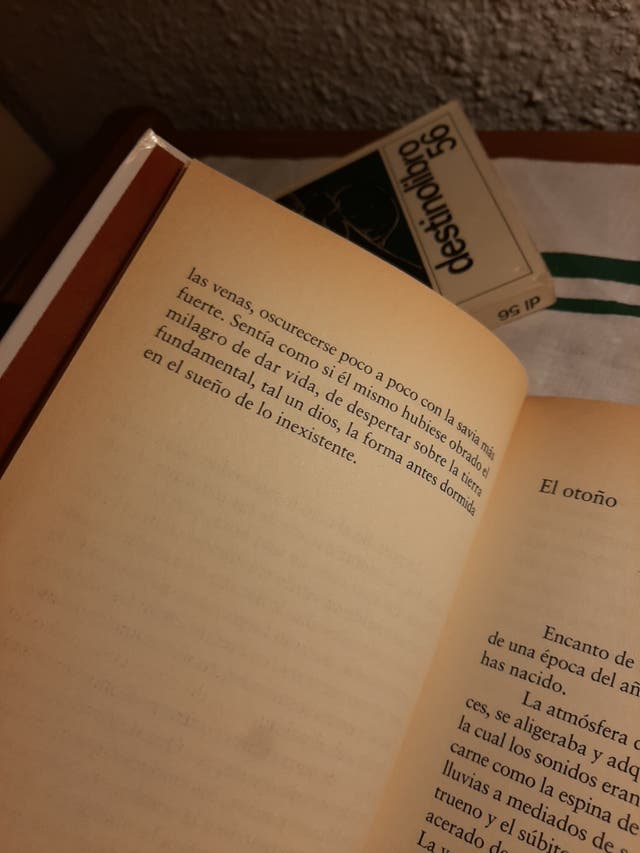 destinolibro
56
dl 56
las venas, oscurecerse poco a poco con la savia más
fuerte. Sentía como si él mismo hubiese obrado el
milagro de dar vida, de despertar sobre la tierra
fundamental, tal un dios, la forma antes dormida
en el sueño de lo inexistente.
El otoño
Encanto de
de una época del añ
has nacido.
La atmósfera
ces, se aligeraba y adq
la cual los sonidos eran
carne como la espina de
lluvias a mediados de
trueno y el súbit
acerado de
La